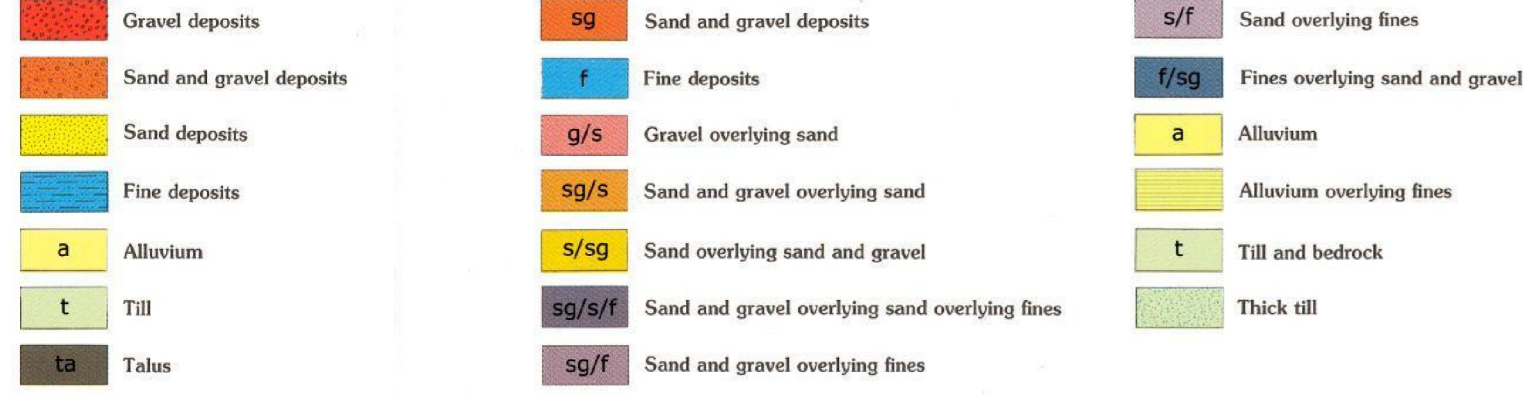 Gravel deposits
Sand and gravel deposits
Sand deposits
Fine deposits
a Alluvium
t Till
ta Talus
sg Sand and gravel deposits
f Fine deposits
g/s Gravel overlying sand
sg/s Sand and gravel overlying sand
s/sg Sand overlying sand and gravel
sg/s/f Sand and gravel overlying sand overlying fines
sg/f Sand and gravel overlying fines
s/f Sand overlying fines
f/sg Fines overlying sand and gravel
a Alluvium
Alluvium overlying fines
t Till and bedrock
Thick till